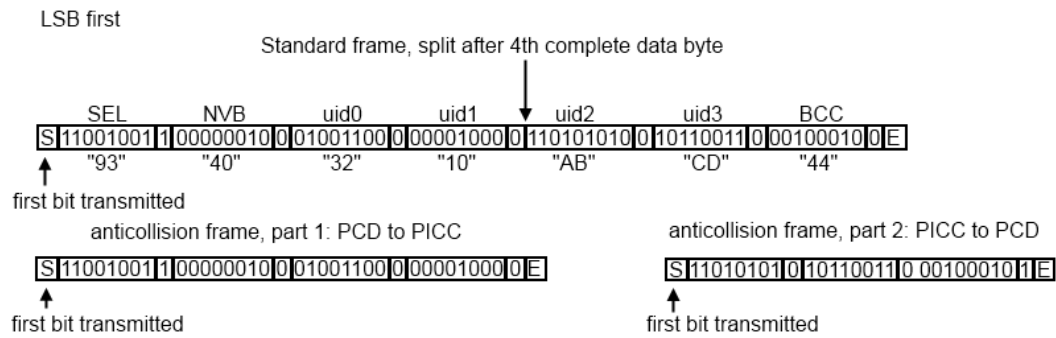 LSB first
Standard frame, split after 4th complete data byte
SEL NVB uid0 uid1 uid2 uid3 BCC
S 11001001 1 00000010 0 01001100 0 00001000 0 110101010 0 10110011 0 00100010 0 E
"93" "40" "32" "10" "AB" "CD" "44"
first bit transmitted
anticollision frame, part 1: PCD to PICC
anticollision frame, part 2: PICC to PCD
S 11001001 1 00000010 0 01001100 0 00001000 0 E
S 11010101 0 10110011 0 00100010 1 E
first bit transmitted
first bit transmitted